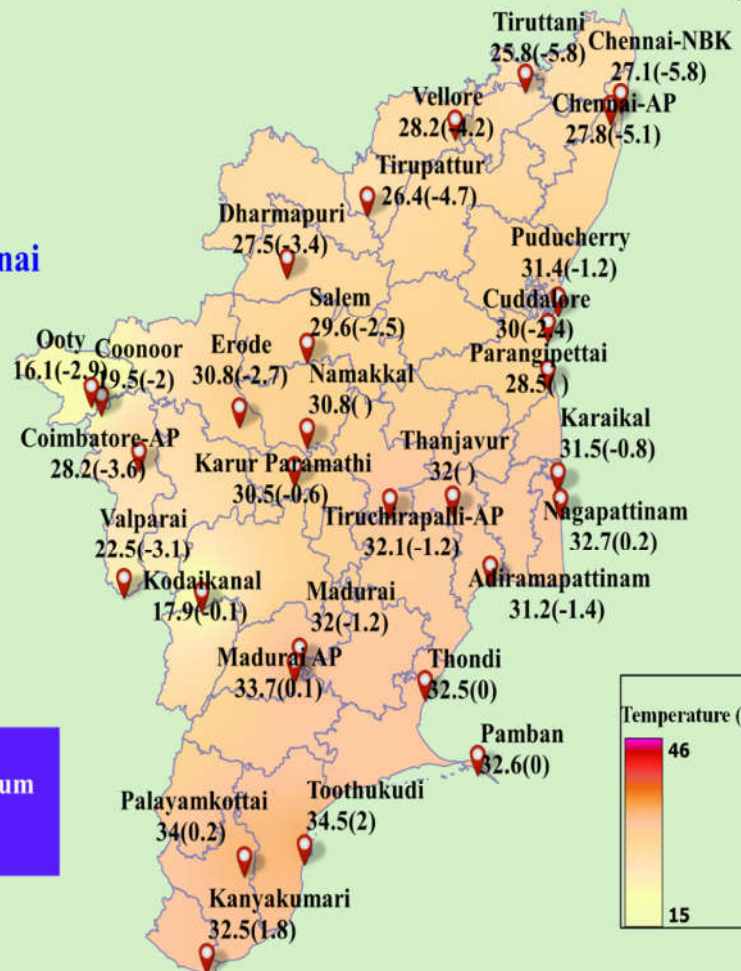 Tiruttani
25.8(-5.8)
Chennai-NBK
27.1(-5.8)
Vellore
28.2(-4.2)
Chennai-AP
27.8(-5.1)
Tirupattur
26.4(-4.7)
Dharmapuri
27.5(-3.4)
nai
Puducherry
31.4(-1.2)
Salem
29.6(-2.5)
Cuddalore
30(-2.4)
Ooty
16.1(-2.9)
Coonoor
19.5(-2)
Erode
30.8(-2.7)
Namakkal
30.8( )
Parangipettai
28.5( )
Karaikal
31.5(-0.8)
Coimbatore-AP
28.2(-3.6)
Karur Paramathi
30.5(-0.6)
Thanjavur
32( )
Tiruchirapalli-AP
32.1(-1.2)
Nagapattinam
32.7(0.2)
Valparai
22.5(-3.1)
Kodaikanal
17.9(-0.1)
Madurai
32(-1.2)
Adiramapattinam
31.2(-1.4)
Madurai AP
33.7(0.1)
Thondi
32.5(0)
Pamban
32.6(0)
Temperature (
46
15
um
Palayamkottai
34(0.2)
Toothukudi
34.5(2)
Kanyakumari
32.5(1.8)